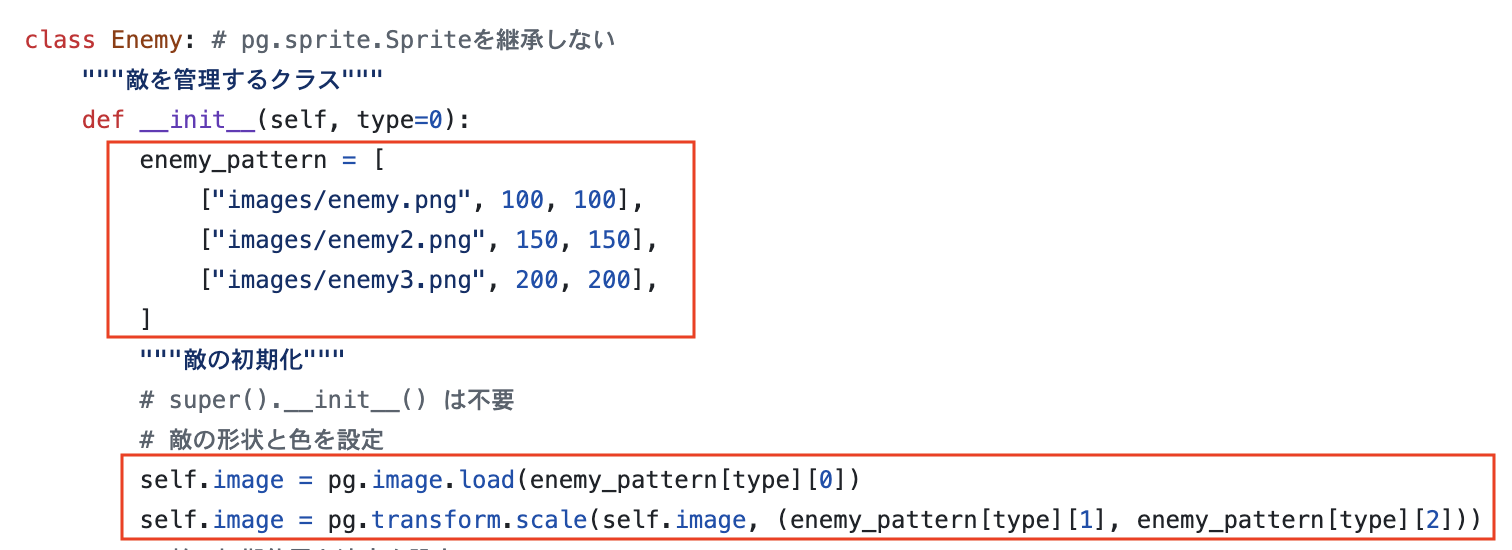 class Enemy: # pg.sprite.Spriteを継承しない
"""敵を管理するクラス"""
def __init__(self, type=0):
enemy_pattern = [
["images/enemy.png", 100, 100],
["images/enemy2.png", 150, 150],
["images/enemy3.png", 200, 200],
]
"""敵の初期化"""
# super().__init__() は不要
# 敵の形状と色を設定
self.image = pg.image.load(enemy_pattern[type][0])
self.image = pg.transform.scale(self.image, (enemy_pattern[type][1], enemy_pattern[type][2]))